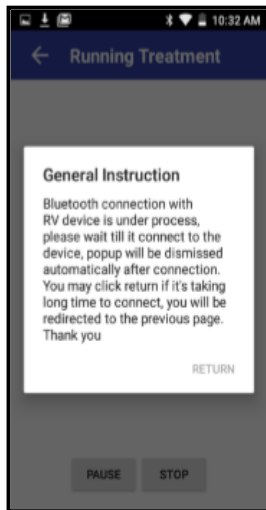 10:32 AM
Running Treatment
General Instruction
Bluetooth connection with
RV device is under process,
please wait till it connect to the
device, popup will be dismissed
automatically after connection.
You may click return if it's taking
long time to connect, you will be
redirected to the previous page.
Thank you
RETURN
PAUSE STOP